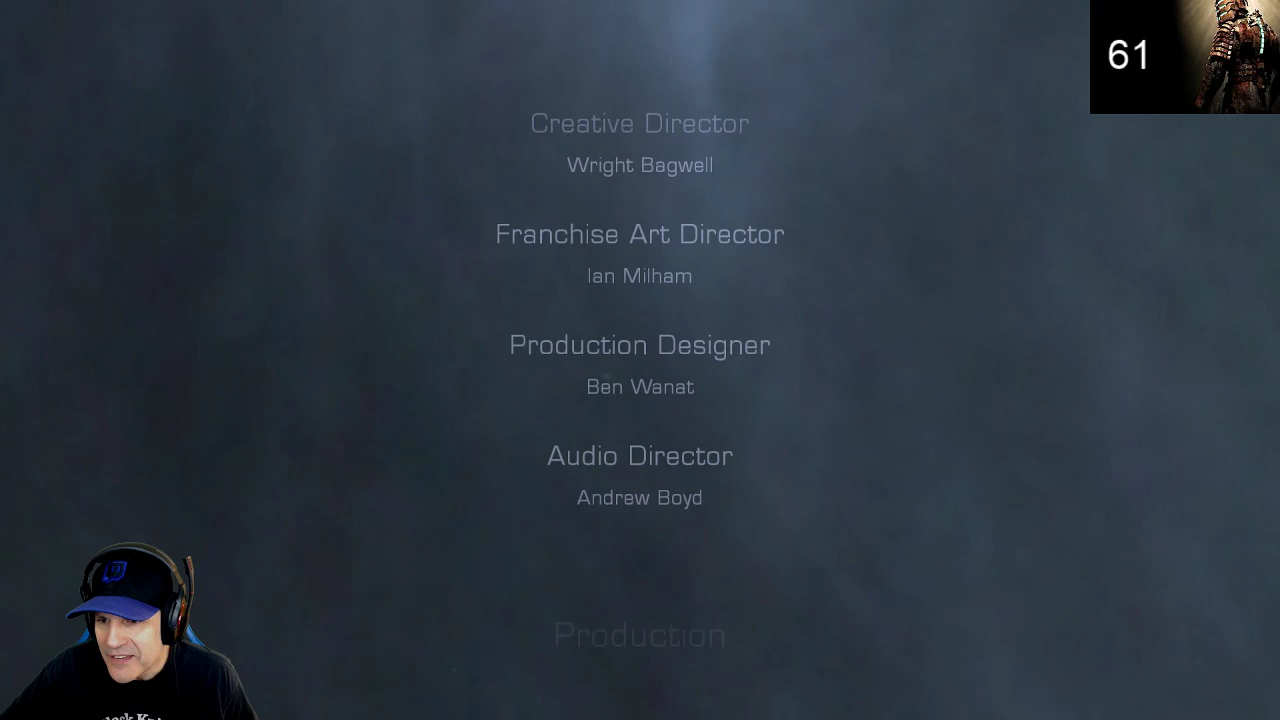 61
Creative Director
Wright Bagwell
Franchise Art Director
Ian Milham
Production Designer
Ben Wanat
Audio Director
Andrew Boyd
Production